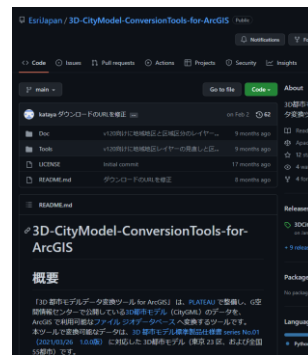 EsriJapan / 3D-CityModel-ConversionTools-for-ArcGIS Public
Notifications
Code Issues Pull requests Actions Projects Security Insights
main
Go to file Code
About
kataya ダウンロードのURLを修正 on Feb 2 62
Doc 9 months ago
Tools 9 months ago
LICENSE Initial commit 17 months ago
README.md ダウンロードのURLを修正 8 months ago
Releases
README.md
3D-CityModel-ConversionTools-for-
ArcGIS
概要
「3D 都市モデルデータ変換ツール for ArcGIS」は、PLATEAU で整備し、G空
間情報センターで公開している3D都市モデル（CityGML）のデータを、
ArcGIS で利用可能なファイル ジオデータベース へ変換するツールです。
本ツールで変換可能なデータは、3D 都市モデル標準製品仕様書 series No.01
（2021/03/26 1.0.0版）に対応した 3D都市モデル（東京 23 区、および全国
55都市）です。